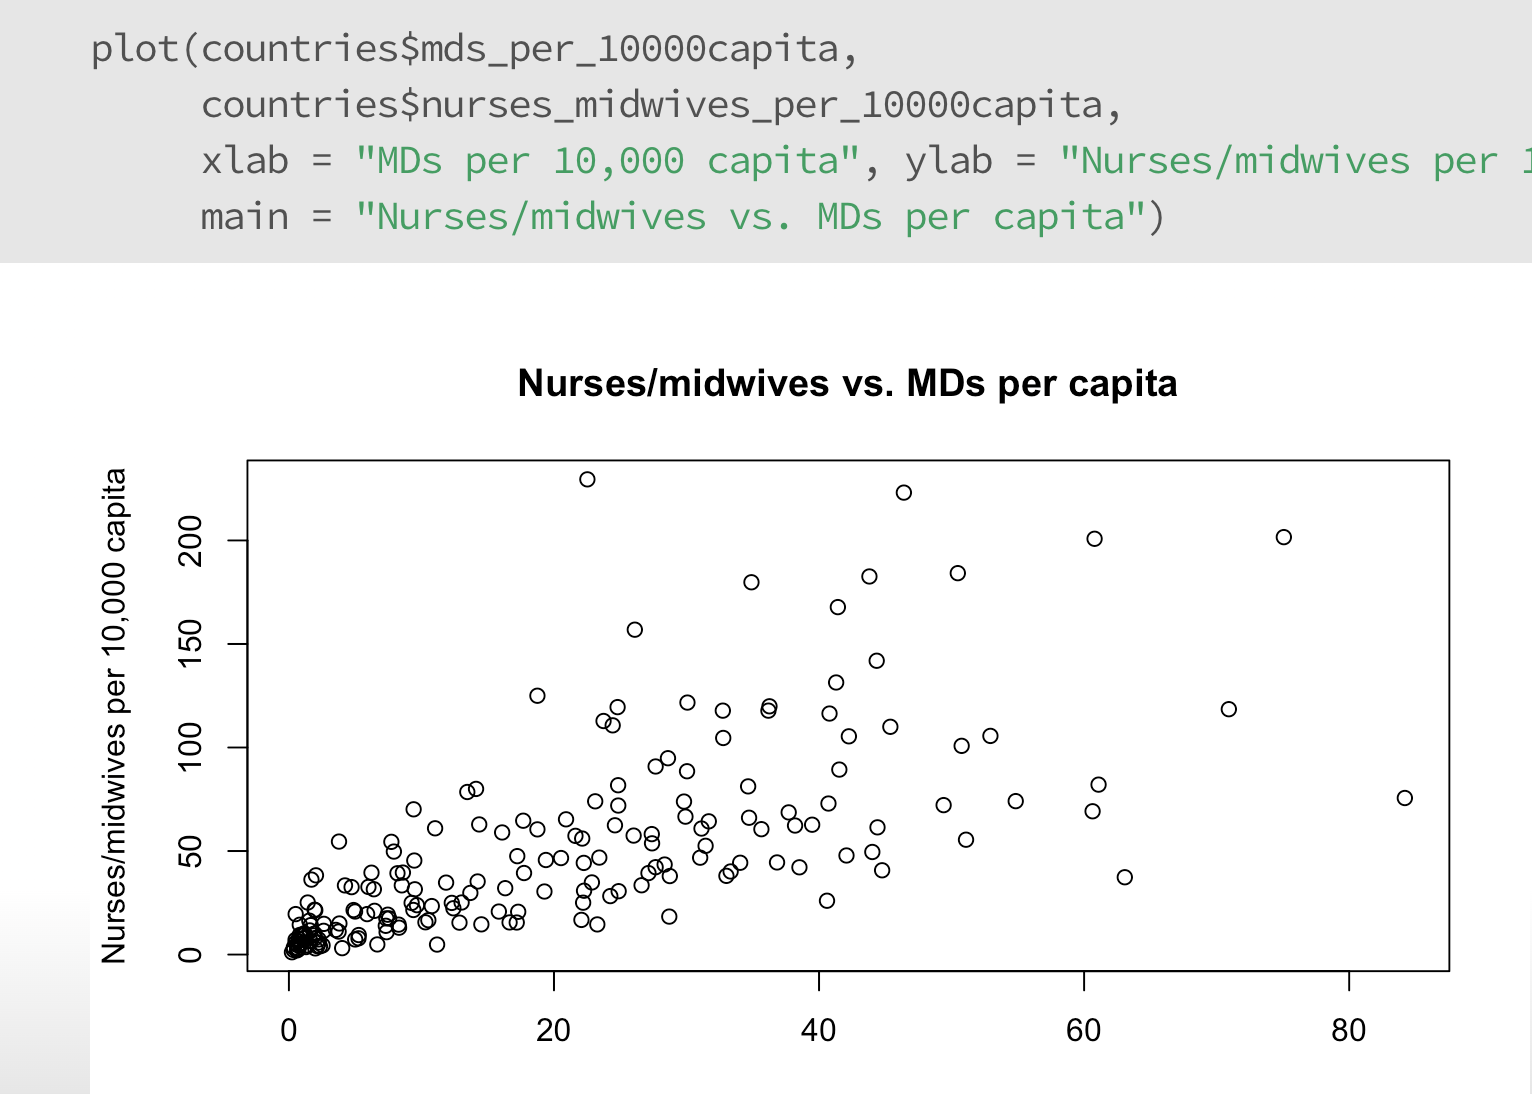 plot(countries$mds_per_10000capita,
countries$nurses_midwives_per_10000capita,
xlab = "MDs per 10,000 capita", ylab = "Nurses/midwives per 1
main = "Nurses/midwives vs. MDs per capita")
Nurses/midwives vs. MDs per capita
Nurses/midwives per 10,000 capita
200
150
100
50
0
0 20 40 60 80